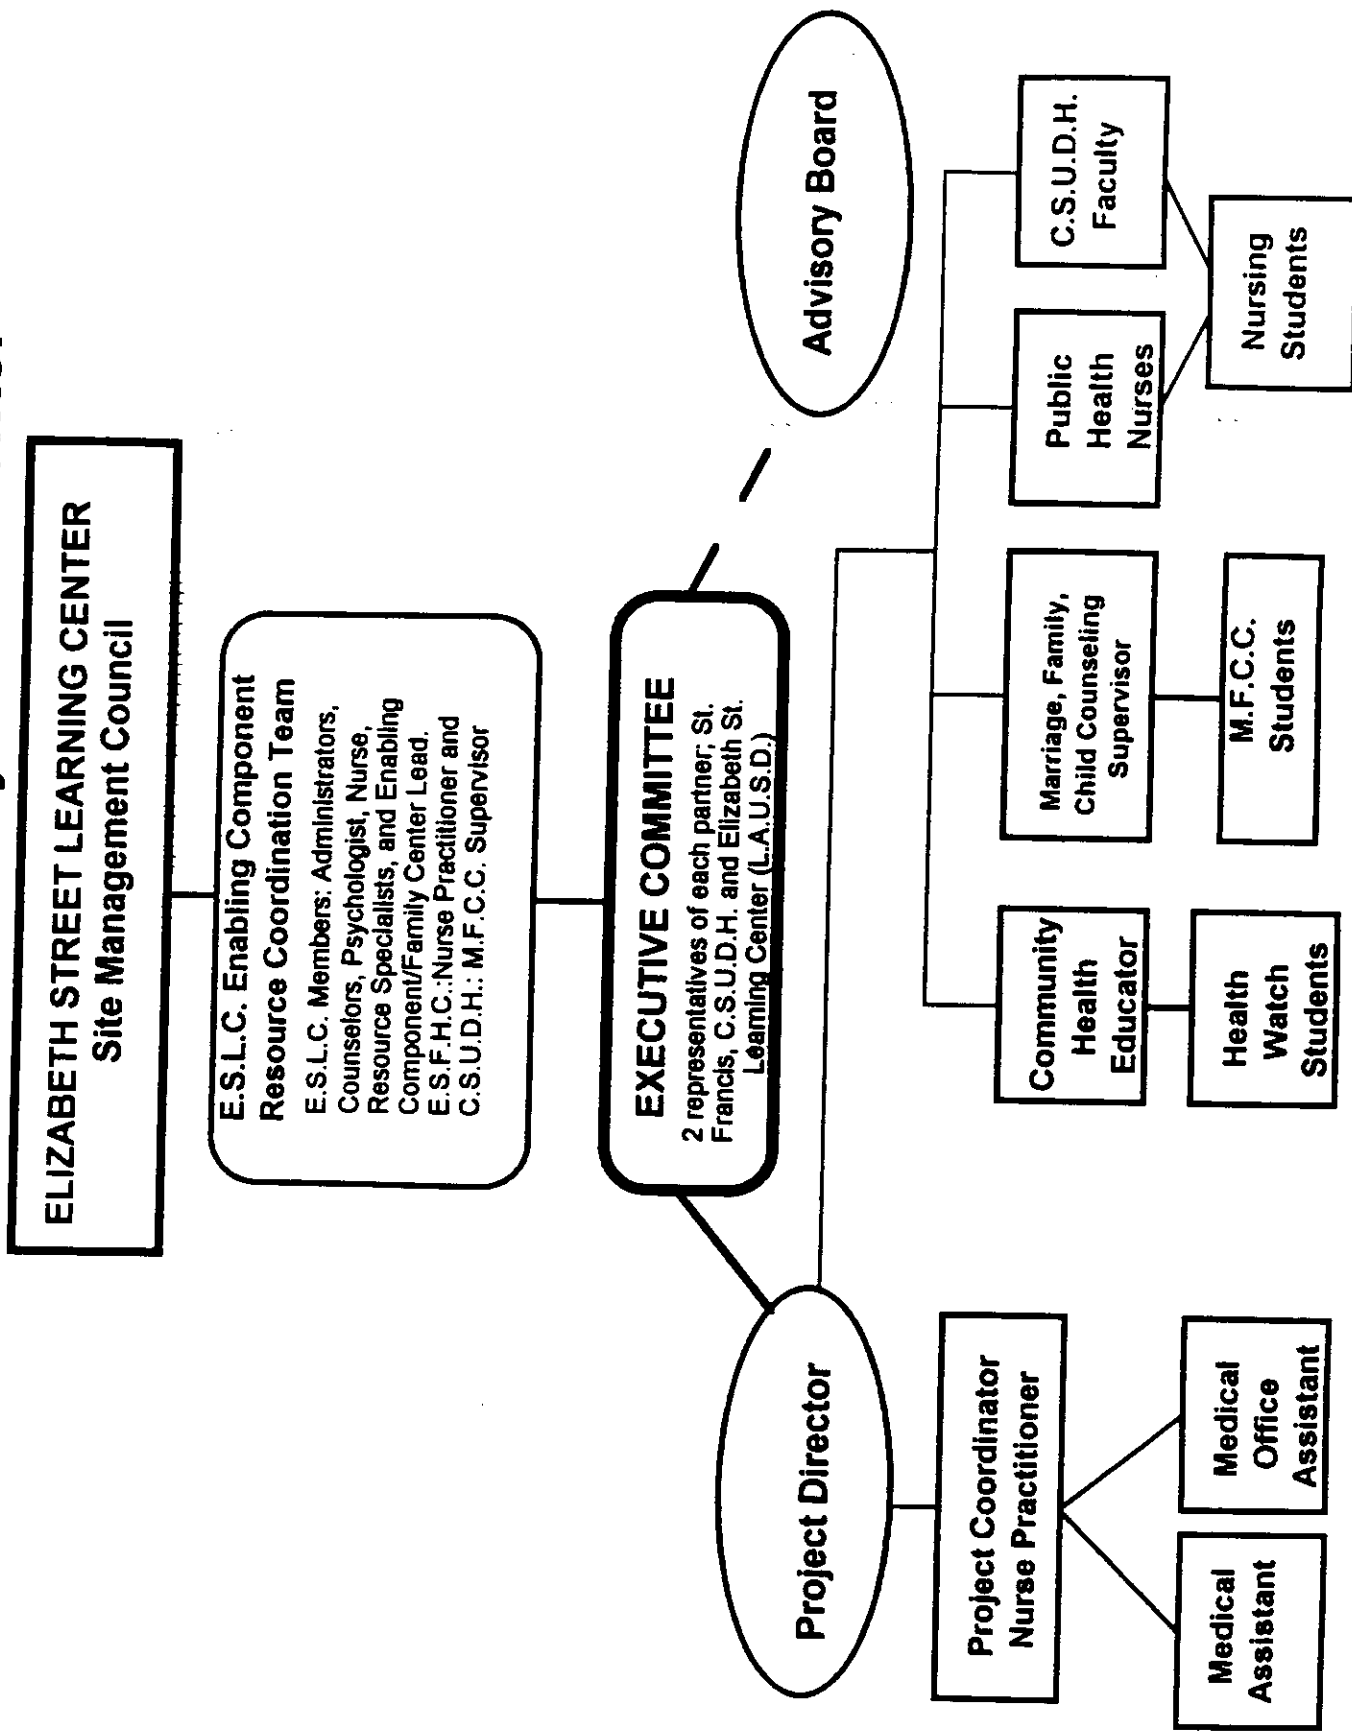 ELIZABETH STREET LEARNING CENTER
Site Management Council
E.S.L.C. Enabling Component
Resource Coordination Team
E.S.L.C. Members: Administrators,
Counselors, Psychologist, Nurse,
Resource Specialists, and Enabling
Component/Family Center Lead.
E.S.F.H.C.:Nurse Practitioner and
C.S.U.D.H.: M.F.C.C. Supervisor
EXECUTIVE COMMITTEE
2 representatives of each partner; St.
Francis, C.S.U.D.H. and Elizabeth St.
Learning Center (L.A.U.S.D.)
Project Director
Advisory Board
Project Coordinator
Nurse Practitioner
Medical
Assistant
Medical
Office
Assistant
Community
Health
Educator
Health
Watch
Students
Marriage, Family,
Child Counseling
Supervisor
M.F.C.C.
Students
Public
Health
Nurses
C.S.U.D.H.
Faculty
Nursing
Students